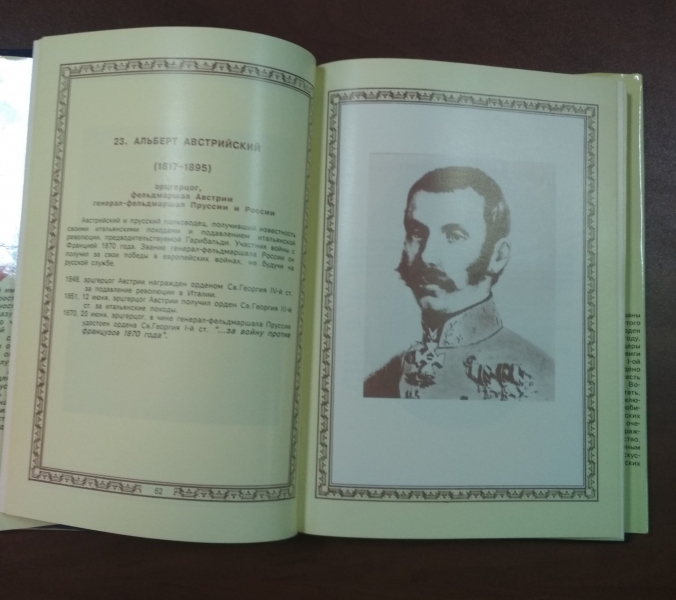 23. АЛЬБЕРТ АВСТРИЙСКИЙ
(1817-1895)
эрцгерцог,
фельдмаршал Австрии
генерал-фельдмаршал Пруссии и России
Австрийский и прусский полководец, получивший известность
своими итальянскими походами и подавлением итальянской
революции, предводительствуемой Гарибальди. Участник войны с
Францией 1870 года. Звание генерал-фельдмаршала России он
получил за свои победы в европейских войнах, не будучи на
русской службе.
1848, эрцгерцог Австрии награжден орденом Св.Георгия IV-й ст.
за подавление революции в Италии.
1851, 12 июня, эрцгерцог Австрии получил орден Св.Георгия III-й
ст. за итальянские походы.
1870, 20 июня, эрцгерцог, в чине генерал-фельдмаршала Пруссии
удостоен ордена Св.Георгия I-й ст. "...за войну против
французов 1870 года".
62